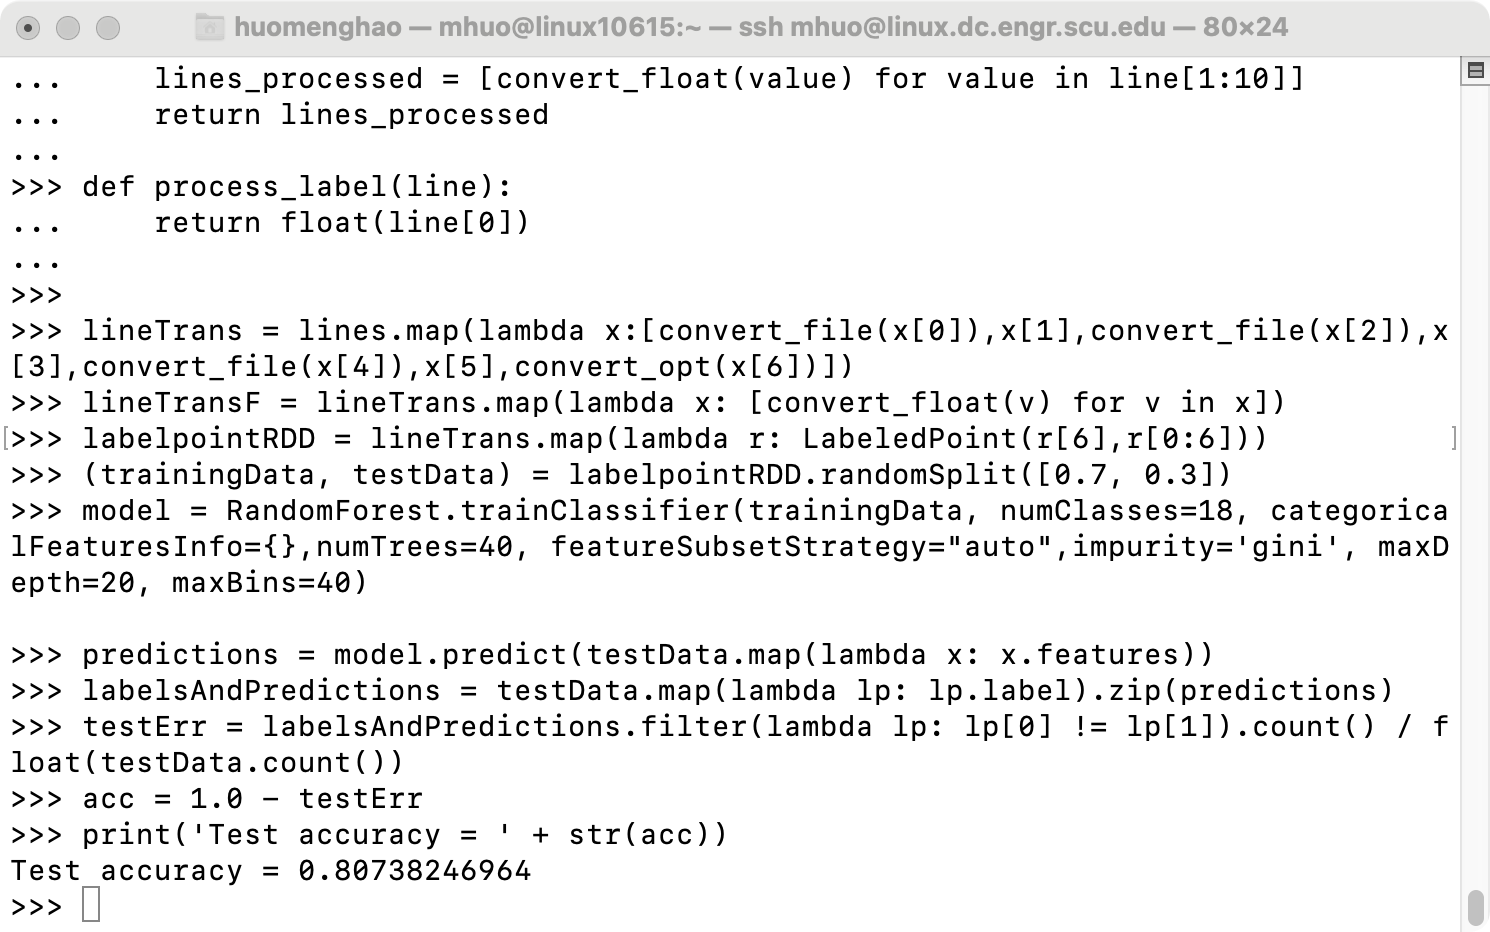 huomenghao — mhuo@linux10615:~ — ssh mhuo@linux.dc.engr.scu.edu — 80×24
...     lines_processed = [convert_float(value) for value in line[1:10]]
...     return lines_processed
...
>>> def process_label(line):
...     return float(line[0])
...
>>>
>>> lineTrans = lines.map(lambda x:[convert_file(x[0]),x[1],convert_file(x[2]),x
[3],convert_file(x[4]),x[5],convert_opt(x[6])])
>>> lineTransF = lineTrans.map(lambda x: [convert_float(v) for v in x])
[>>> labelpointRDD = lineTrans.map(lambda r: LabeledPoint(r[6],r[0:6]))          ]
>>> (trainingData, testData) = labelpointRDD.randomSplit([0.7, 0.3])
>>> model = RandomForest.trainClassifier(trainingData, numClasses=18, categorica
lFeaturesInfo={},numTrees=40, featureSubsetStrategy="auto",impurity='gini', maxD
epth=20, maxBins=40)
>>> predictions = model.predict(testData.map(lambda x: x.features))
>>> labelsAndPredictions = testData.map(lambda lp: lp.label).zip(predictions)
>>> testErr = labelsAndPredictions.filter(lambda lp: lp[0] != lp[1]).count() / f
loat(testData.count())
>>> acc = 1.0 - testErr
>>> print('Test accuracy = ' + str(acc))
Test accuracy = 0.80738246964
>>>